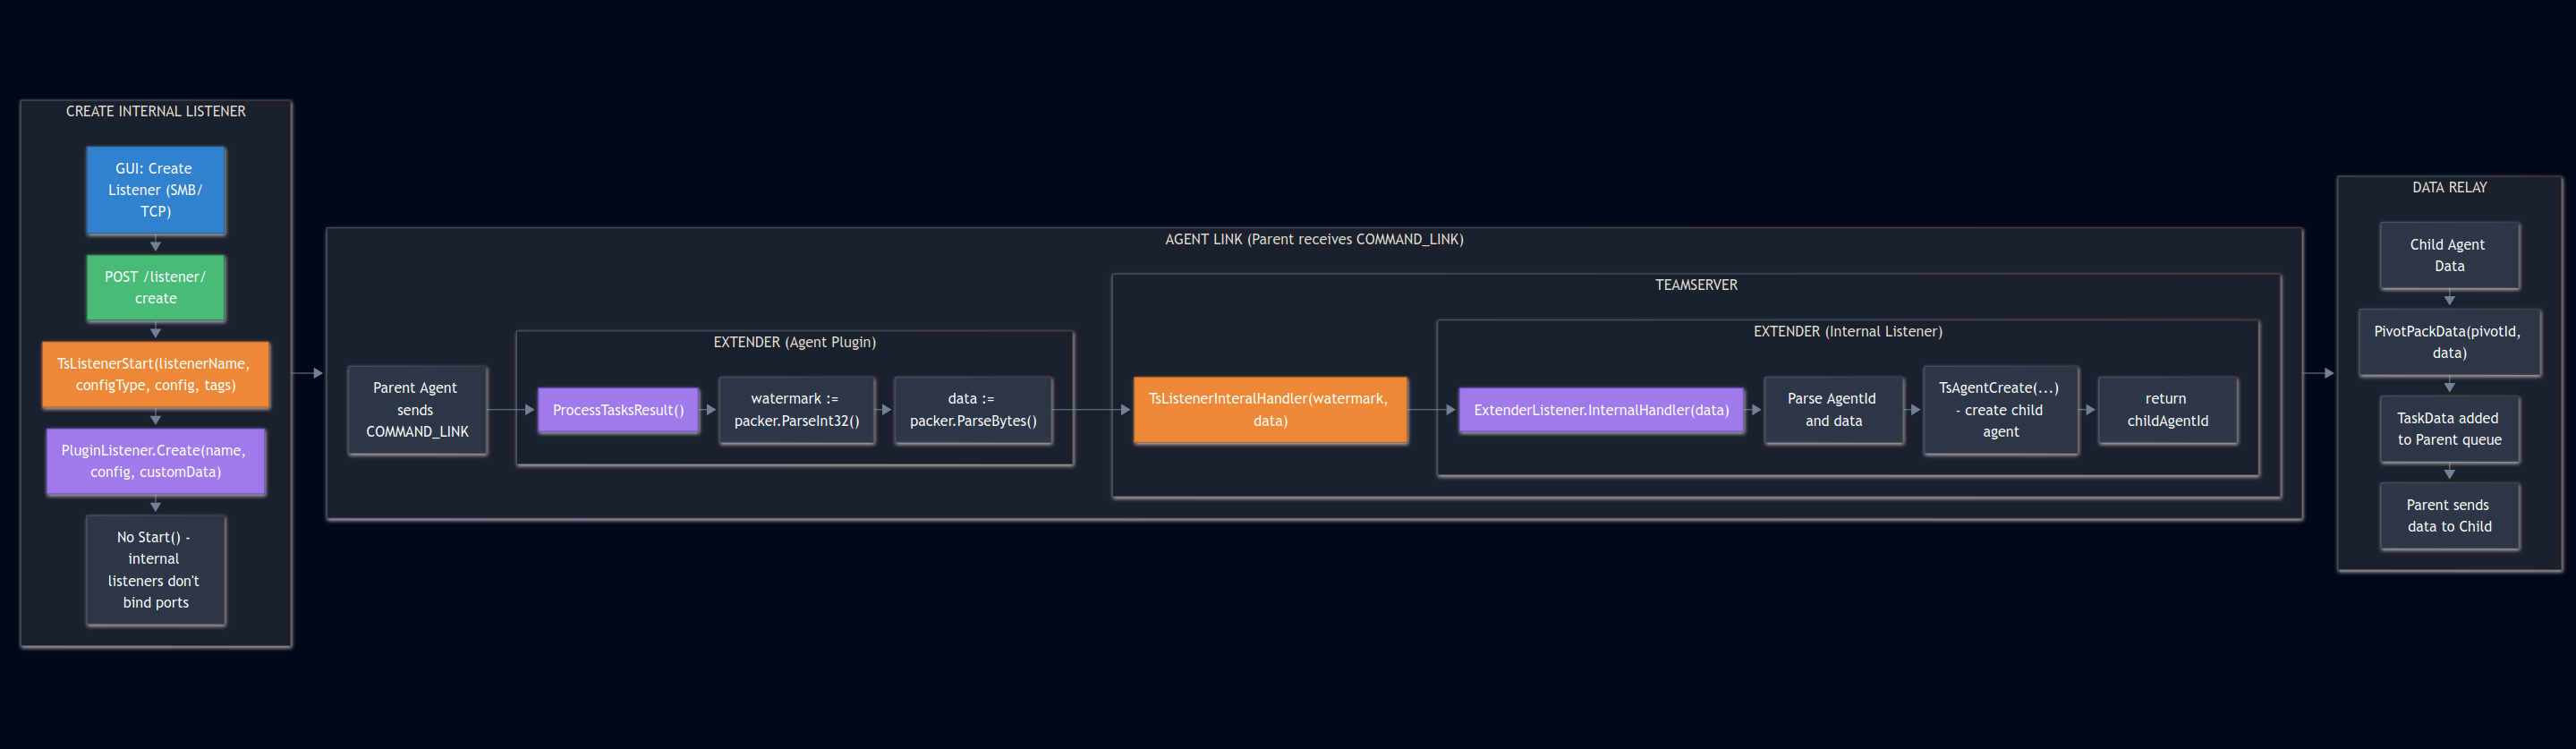 CREATE INTERNAL LISTENER
GUI: Create
Listener (SMB/
TCP)
POST /listener/
create
TsListenerStart(listenerName,
configType, config, tags)
PluginListener.Create(name,
config, customData)
No Start() -
internal
listeners don't
bind ports
AGENT LINK (Parent receives COMMAND_LINK)
Parent Agent
sends
COMMAND_LINK
EXTENDER (Agent Plugin)
ProcessTasksResult()
watermark :=
packer.ParseInt32()
data :=
packer.ParseBytes()
TEAMSERVER
TsListenerInteralHandler(watermark,
data)
EXTENDER (Internal Listener)
ExtenderListener.InternalHandler(data)
Parse AgentId
and data
TsAgentCreate(...)
- create child
agent
return
childAgentId
DATA RELAY
Child Agent
Data
PivotPackData(pivotId,
data)
TaskData added
to Parent queue
Parent sends
data to Child